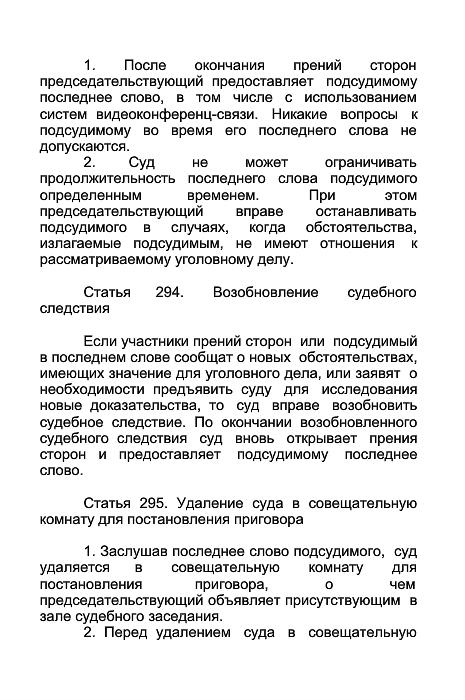 1. После окончания прений сторон
председательствующий предоставляет подсудимому
последнее слово, в том числе с использованием
систем видеоконференц-связи. Никакие вопросы к
подсудимому во время его последнего слова не
допускаются.
2. Суд не может ограничивать
продолжительность последнего слова подсудимого
определенным временем. При этом
председательствующий вправе останавливать
подсудимого в случаях, когда обстоятельства,
излагаемые подсудимым, не имеют отношения к
рассматриваемому уголовному делу.
Статья 294. Возобновление судебного
следствия
Если участники прений сторон или подсудимый
в последнем слове сообщат о новых обстоятельствах,
имеющих значение для уголовного дела, или заявят о
необходимости предъявить суду для исследования
новые доказательства, то суд вправе возобновить
судебное следствие. По окончании возобновленного
судебного следствия суд вновь открывает прения
сторон и предоставляет подсудимому последнее
слово.
Статья 295. Удаление суда в совещательную
комнату для постановления приговора
1. Заслушав последнее слово подсудимого, суд
удаляется в совещательную комнату для
постановления приговора, о чем
председательствующий объявляет присутствующим в
зале судебного заседания.
2. Перед удалением суда в совещательную